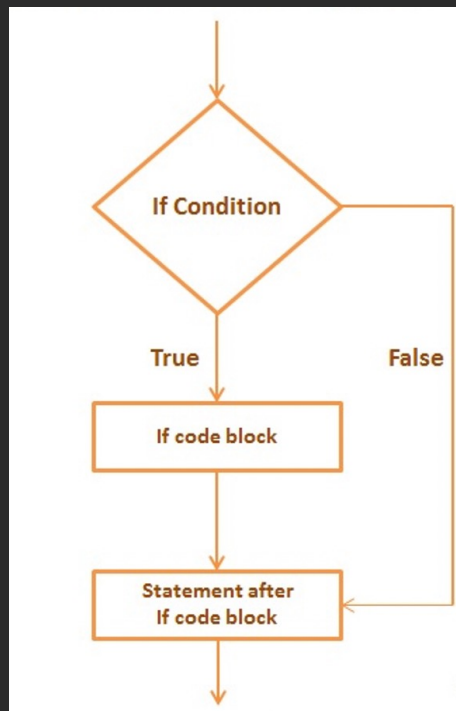 If Condition
True
False
If code block
Statement after
If code block